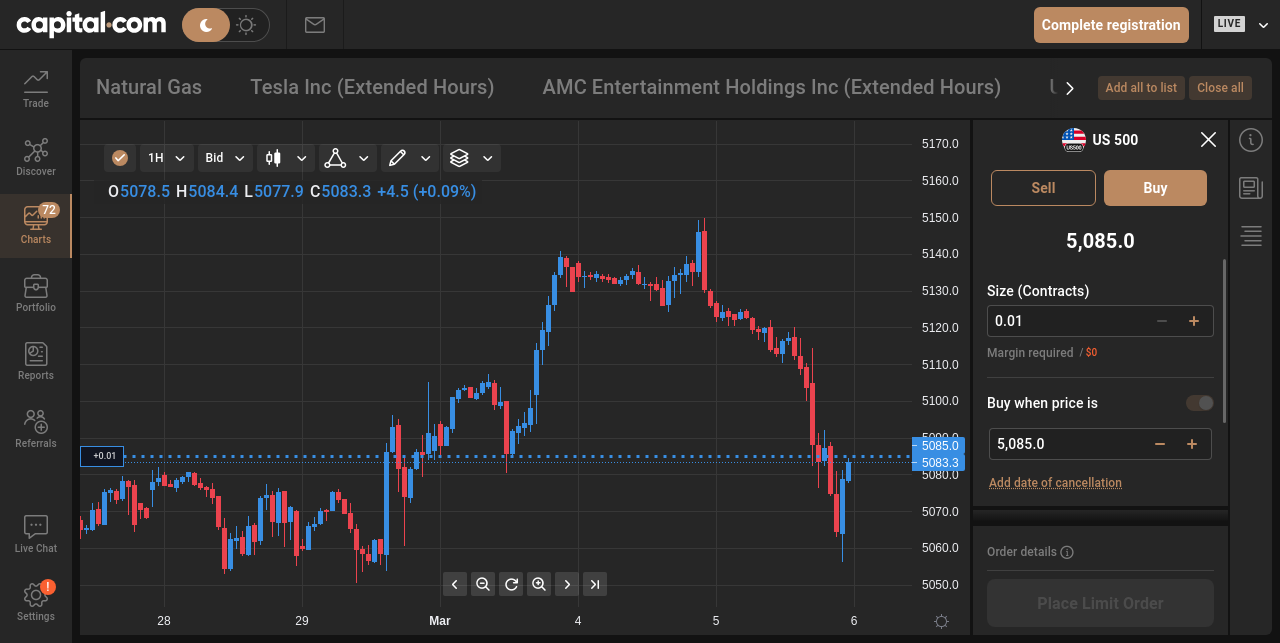 capital.com
Complete registration
LIVE
Trade
Discover
72
Charts
Portfolio
Reports
Referrals
Live Chat
!
Settings
Natural Gas
Tesla Inc (Extended Hours)
AMC Entertainment Holdings Inc (Extended Hours)
Add all to list
Close all
1H
Bid
O5078.5 H5084.4 L5077.9 C5083.3 +4.5 (+0.09%)
5170.0
5160.0
5150.0
5140.0
5130.0
5120.0
5110.0
5100.0
5090.0
5085.0
5083.3
5080.0
5070.0
5060.0
5050.0
+0.01
28
29
Mar
4
5
6
US 500
Sell
Buy
5,085.0
Size (Contracts)
0.01
Margin required / $0
Buy when price is
5,085.0
Add date of cancellation
Order details
Place Limit Order